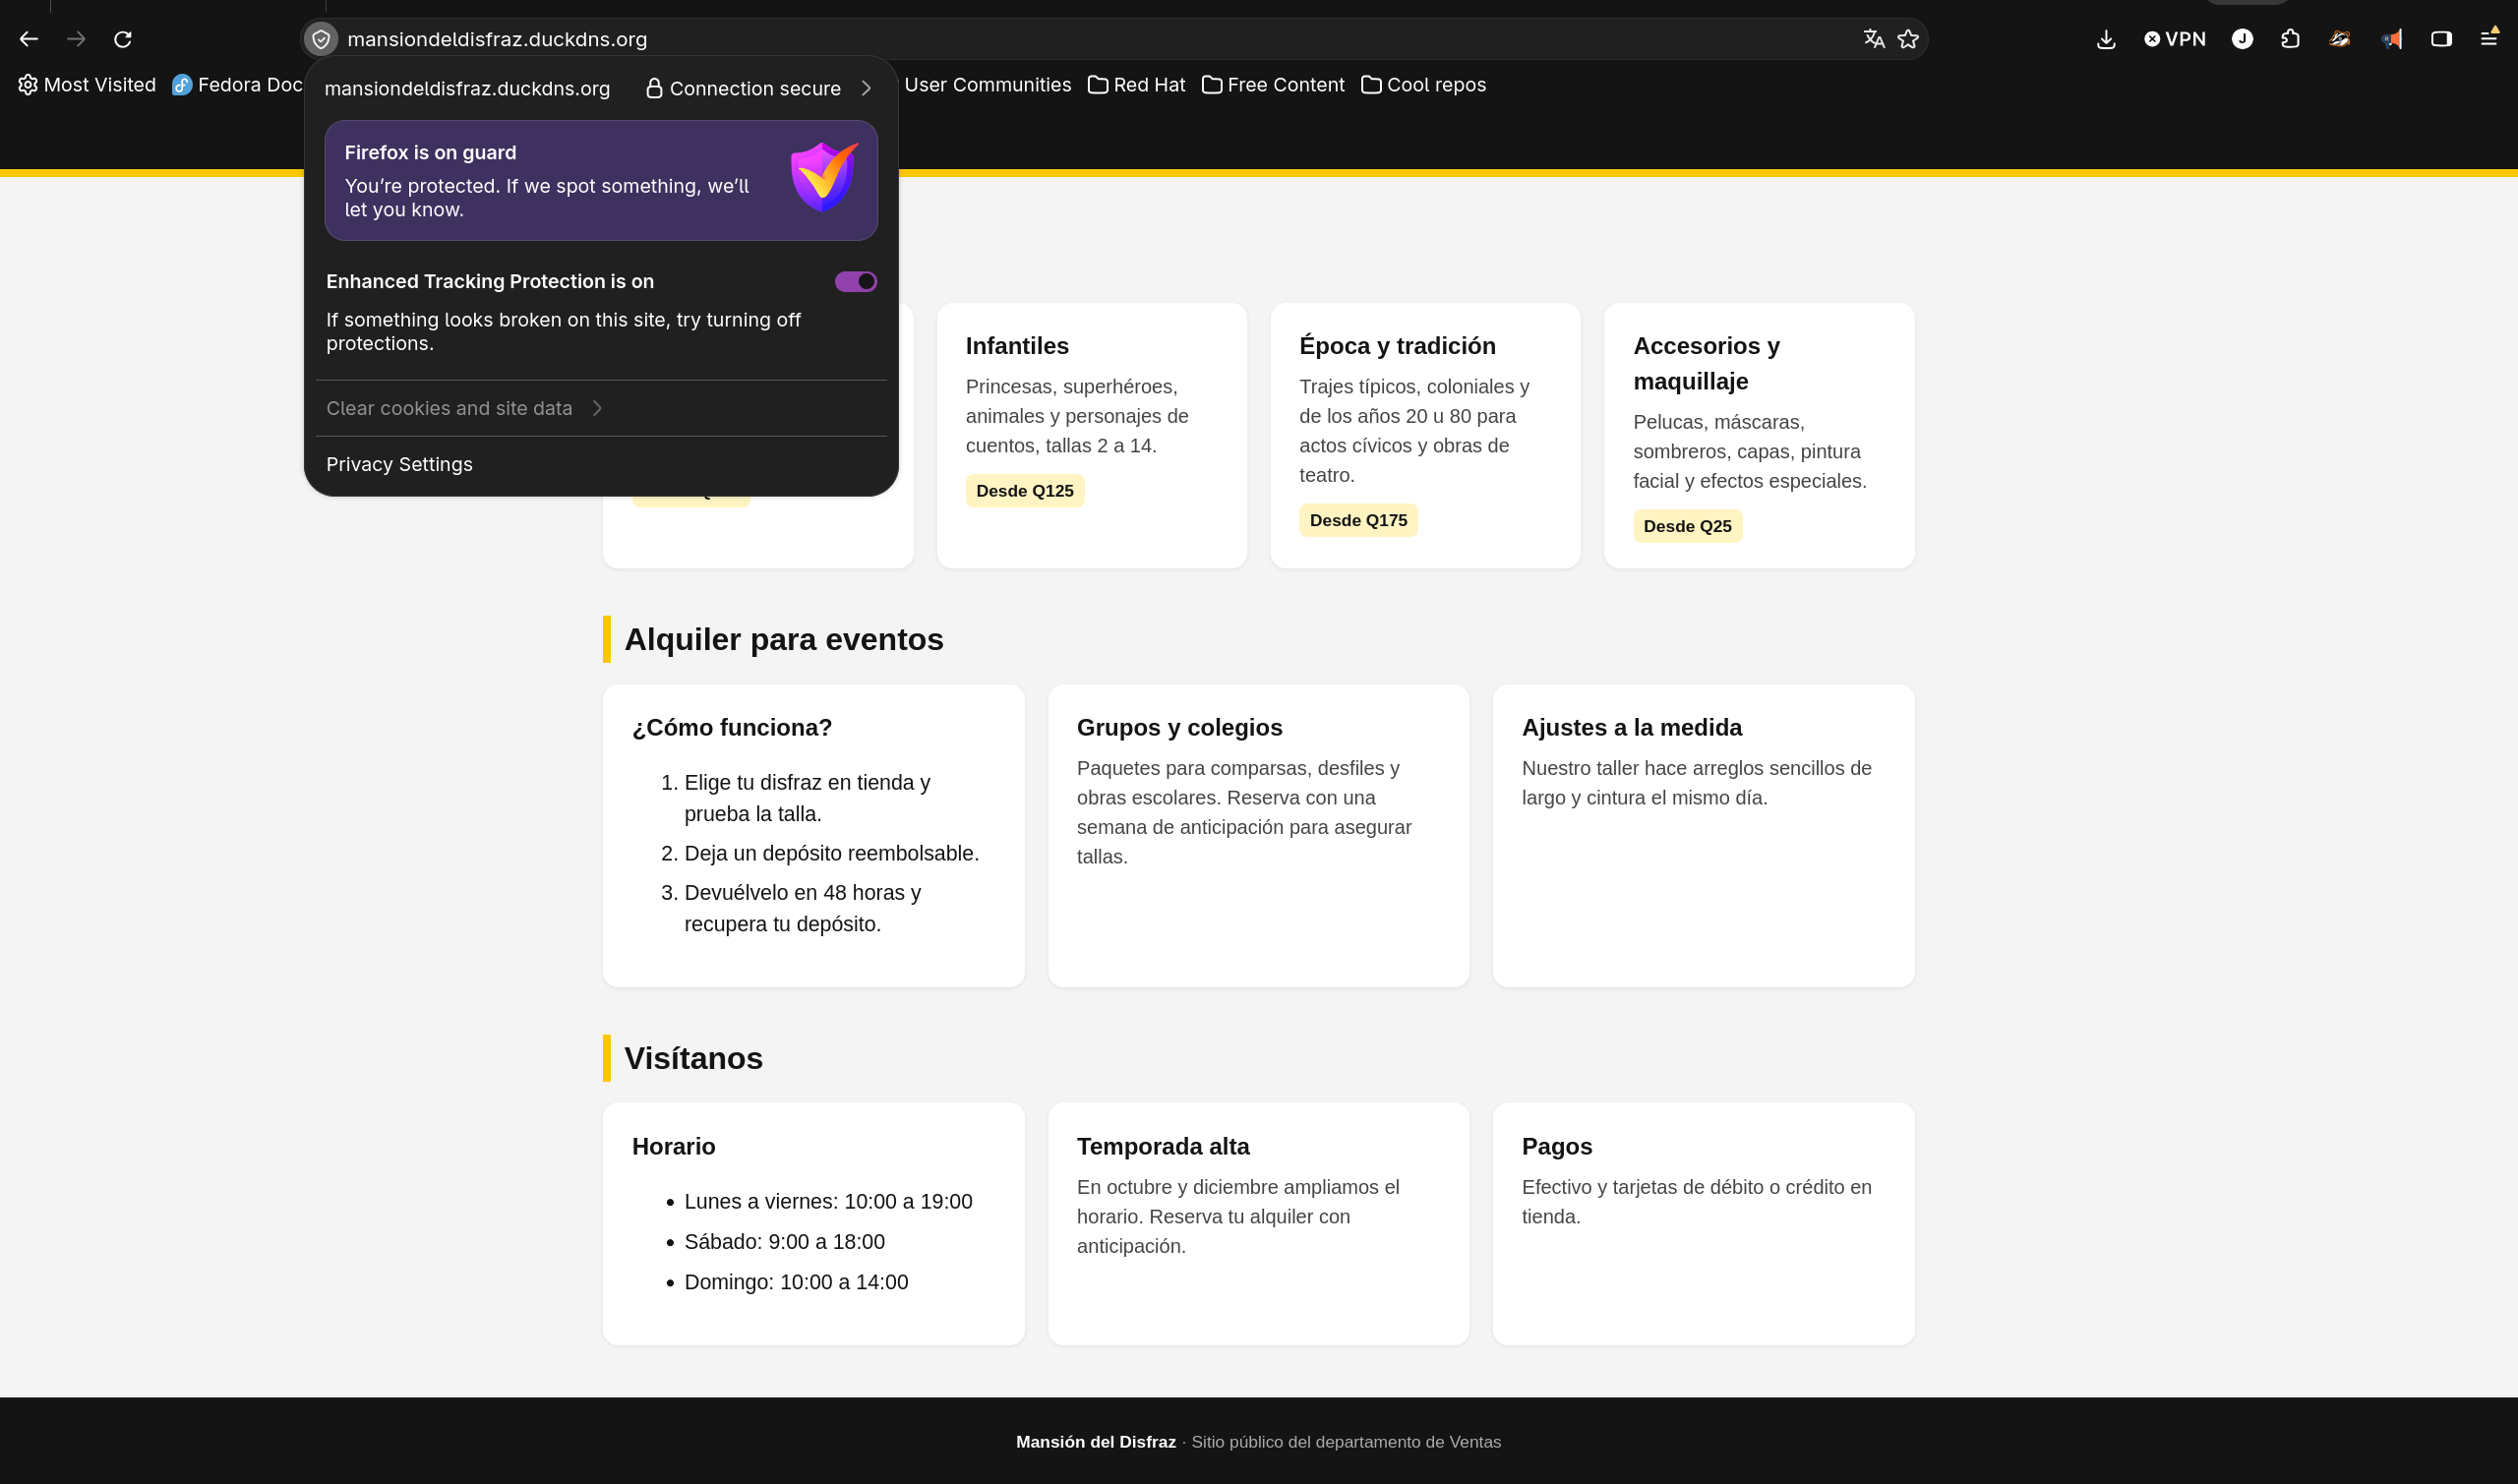 mansiondeldisfraz.duckdns.org
VPN
J
Most Visited
Fedora Doc
User Communities
Red Hat
Free Content
Cool repos
mansiondeldisfraz.duckdns.org
Connection secure
Firefox is on guard
You’re protected. If we spot something, we’ll
let you know.
Enhanced Tracking Protection is on
If something looks broken on this site, try turning off
protections.
Clear cookies and site data
Privacy Settings
Infantiles
Princesas, superhéroes,
animales y personajes de
cuentos, tallas 2 a 14.
Desde Q125
Época y tradición
Trajes típicos, coloniales y
de los años 20 u 80 para
actos cívicos y obras de
teatro.
Desde Q175
Accesorios y
maquillaje
Pelucas, máscaras,
sombreros, capas, pintura
facial y efectos especiales.
Desde Q25
Alquiler para eventos
¿Cómo funciona?
1. Elige tu disfraz en tienda y
prueba la talla.
2. Deja un depósito reembolsable.
3. Devuélvelo en 48 horas y
recupera tu depósito.
Grupos y colegios
Paquetes para comparsas, desfiles y
obras escolares. Reserva con una
semana de anticipación para asegurar
tallas.
Ajustes a la medida
Nuestro taller hace arreglos sencillos de
largo y cintura el mismo día.
Visítanos
Horario
• Lunes a viernes: 10:00 a 19:00
• Sábado: 9:00 a 18:00
• Domingo: 10:00 a 14:00
Temporada alta
En octubre y diciembre ampliamos el
horario. Reserva tu alquiler con
anticipación.
Pagos
Efectivo y tarjetas de débito o crédito en
tienda.
Mansión del Disfraz · Sitio público del departamento de Ventas